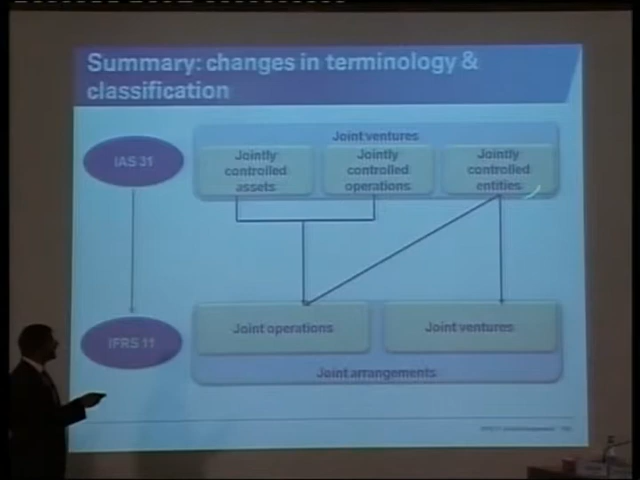 Summary: changes in terminology &
classification
IAS 31
Joint ventures
Jointly
controlled
assets
Jointly
controlled
operations
Jointly
controlled
entities
IFRS 11
Joint operations
Joint ventures
Joint arrangements